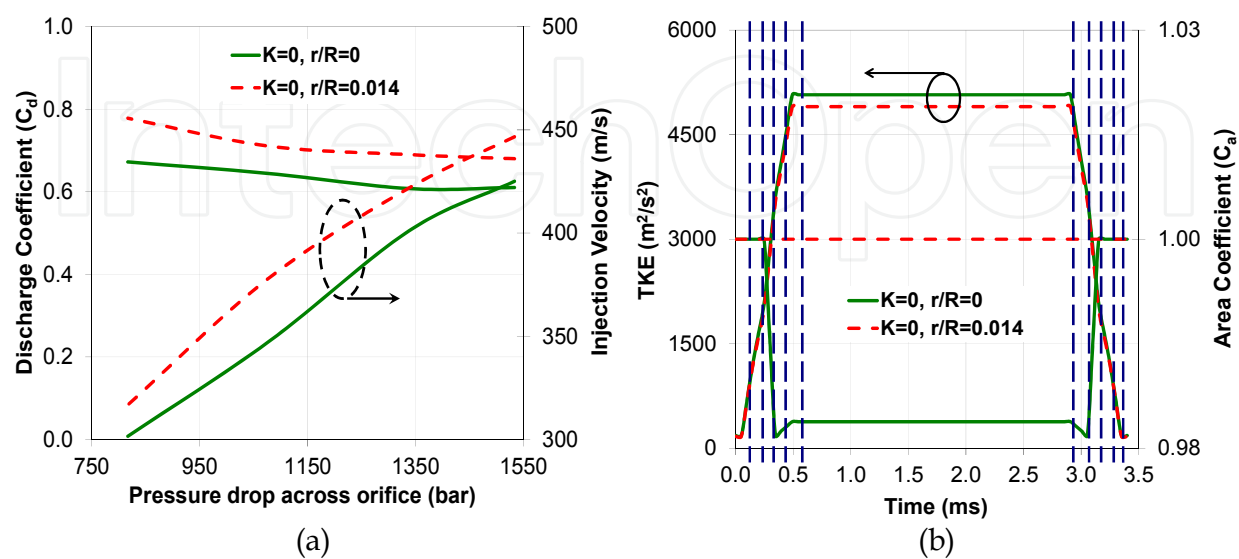 1.0
0.8
0.6
0.4
0.2
0.0
Discharge Coefficient (Cd)
K=0, r/R=0
K=0, r/R=0.014
500
450
400
350
300
Injection Velocity (m/s)
750 950 1150 1350 1550
Pressure drop across orifice (bar)
(a)
6000
4500
3000
1500
0
TKE (m²/s²)
K=0, r/R=0
K=0, r/R=0.014
1.03
1.00
0.98
Area Coefficient (Ca)
0.0 0.5 1.0 1.5 2.0 2.5 3.0 3.5
Time (ms)
(b)
IntechOpen